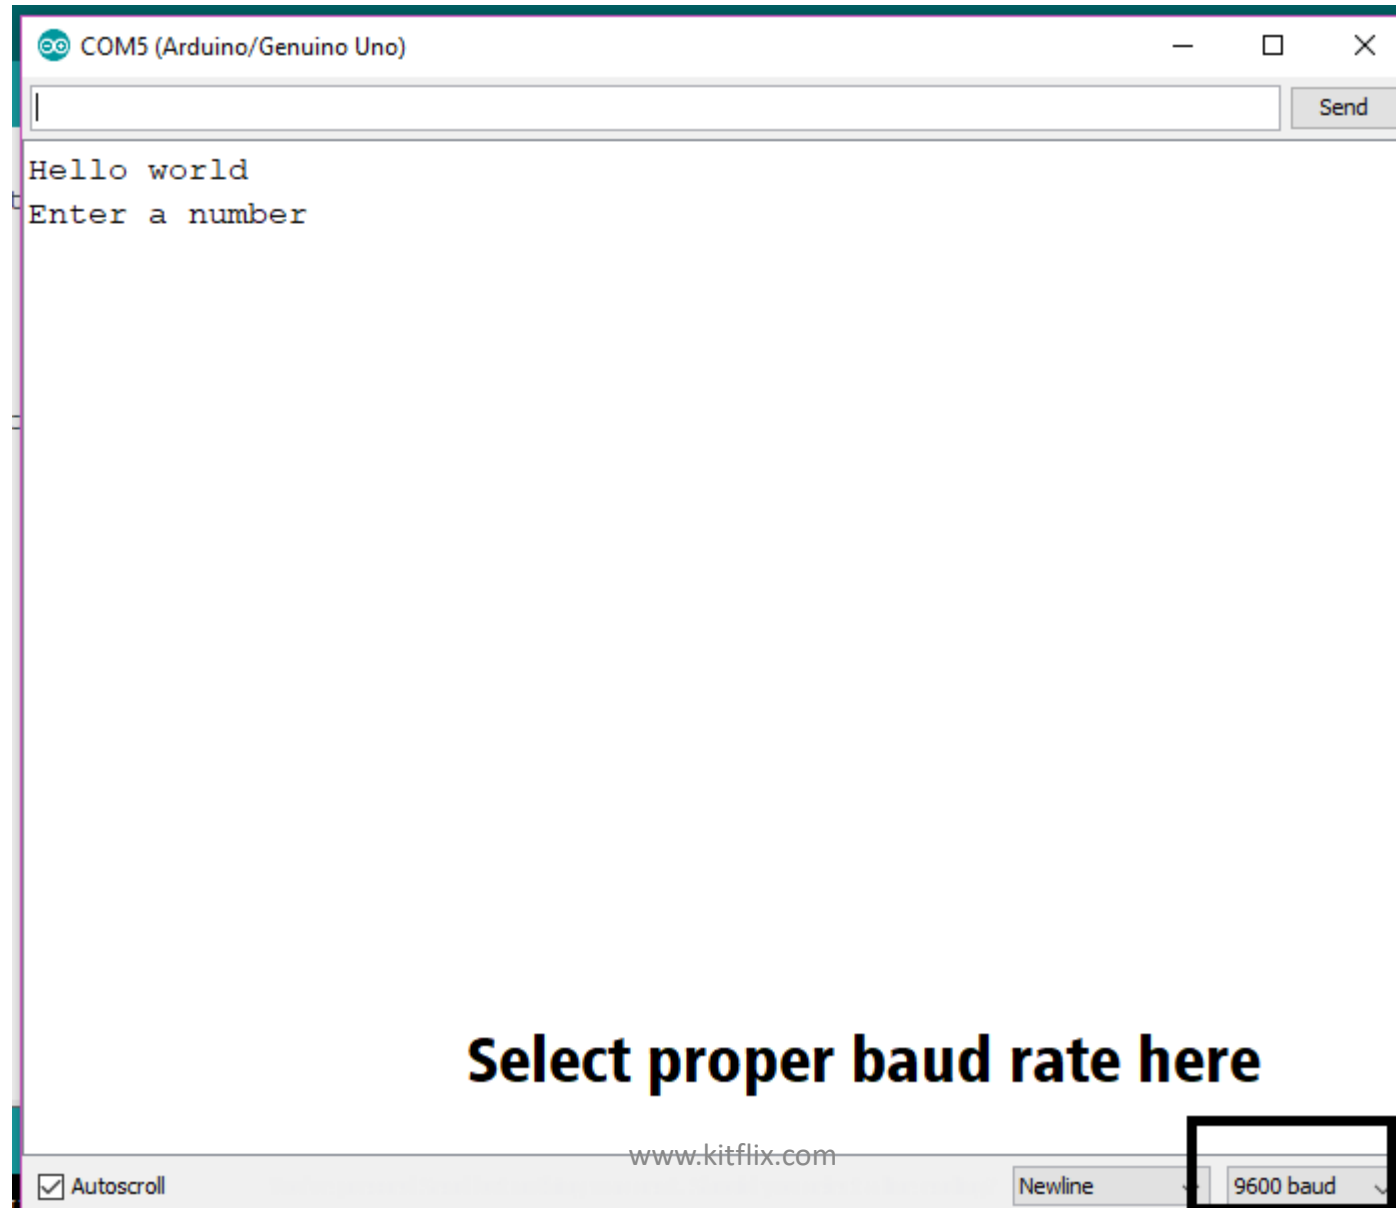 COM5 (Arduino/Genuino Uno)
Send
Hello world
Enter a number
Select proper baud rate here
www.kitflix.com
Autoscroll
Newline
9600 baud